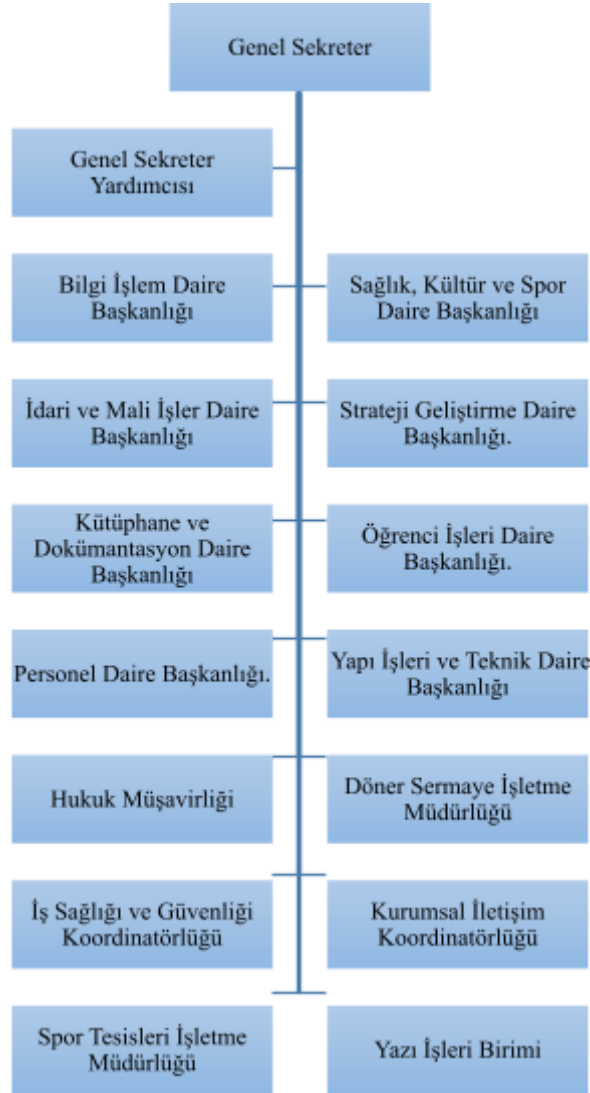 Genel Sekreter
Genel Sekreter
Yardımcısı
Bilgi İşlem Daire
Başkanlığı
Sağlık, Kültür ve Spor
Daire Başkanlığı
İdari ve Mali İşler Daire
Başkanlığı
Strateji Geliştirme Daire
Başkanlığı.
Kütüphane ve
Dokümantasyon Daire
Başkanlığı
Öğrenci İşleri Daire
Başkanlığı.
Personel Daire Başkanlığı.
Yapı İşleri ve Teknik Daire
Başkanlığı
Hukuk Müşavirliği
Döner Sermaye İşletme
Müdürlüğü
İş Sağlığı ve Güvenliği
Koordinatörlüğü
Kurumsal İletişim
Koordinatörlüğü
Spor Tesisleri İşletme
Müdürlüğü
Yazı İşleri Birimi